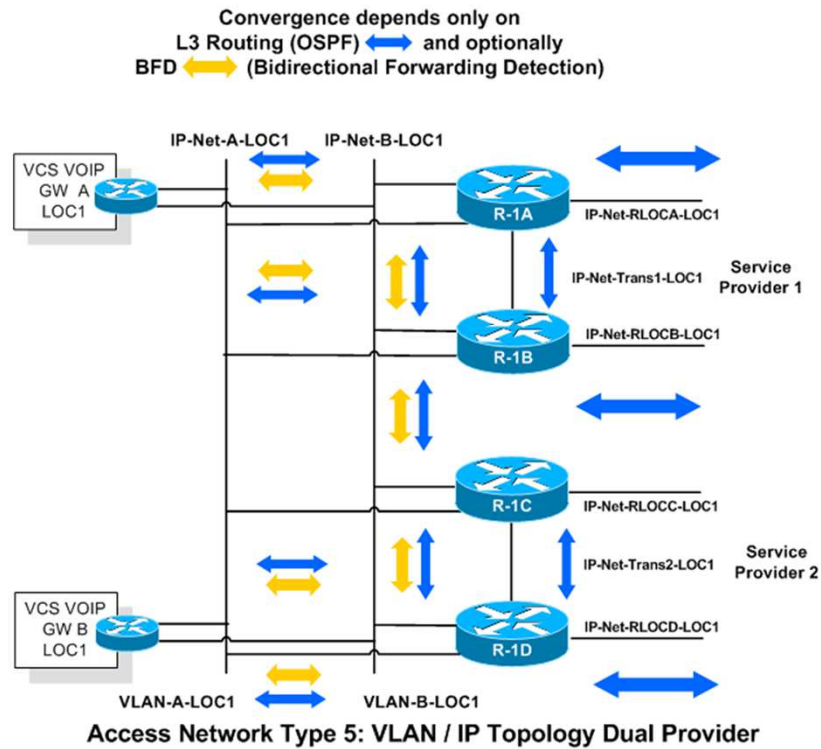 Convergence depends only on
L3 Routing (OSPF) and optionally
BFD (Bidirectional Forwarding Detection)
IP-Net-A-LOC1 IP-Net-B-LOC1
VCS VOIP
GW A
LOC1
R-1A
IP-Net-RLOCA-LOC1
IP-Net-Trans1-LOC1
Service
Provider 1
R-1B
IP-Net-RLOCB-LOC1
R-1C
IP-Net-RLOCC-LOC1
IP-Net-Trans2-LOC1
Service
Provider 2
VCS VOIP
GW B
LOC1
R-1D
IP-Net-RLOCD-LOC1
VLAN-A-LOC1 VLAN-B-LOC1
Access Network Type 5: VLAN / IP Topology Dual Provider